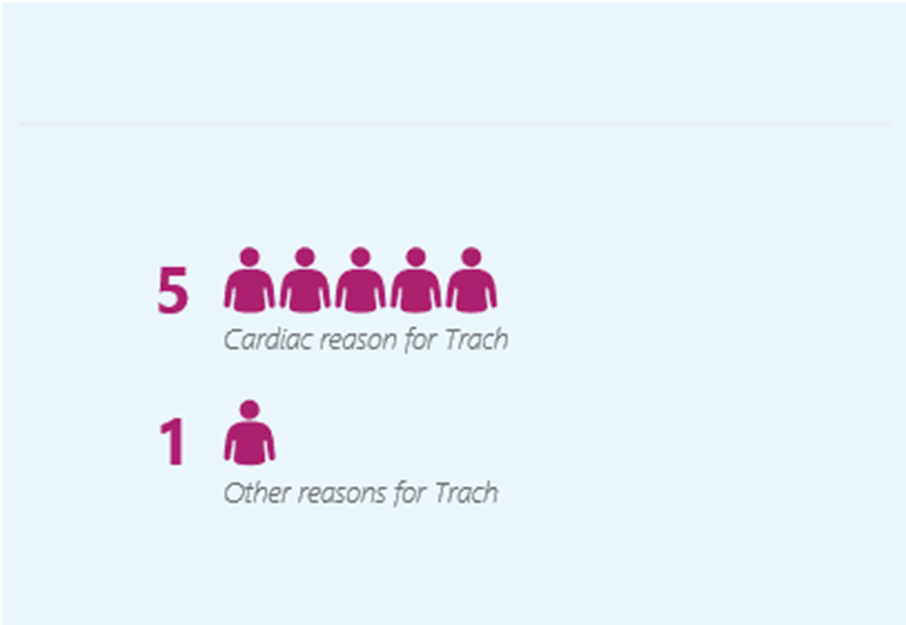 5
Cardiac reason for Trach
1
Other reasons for Trach